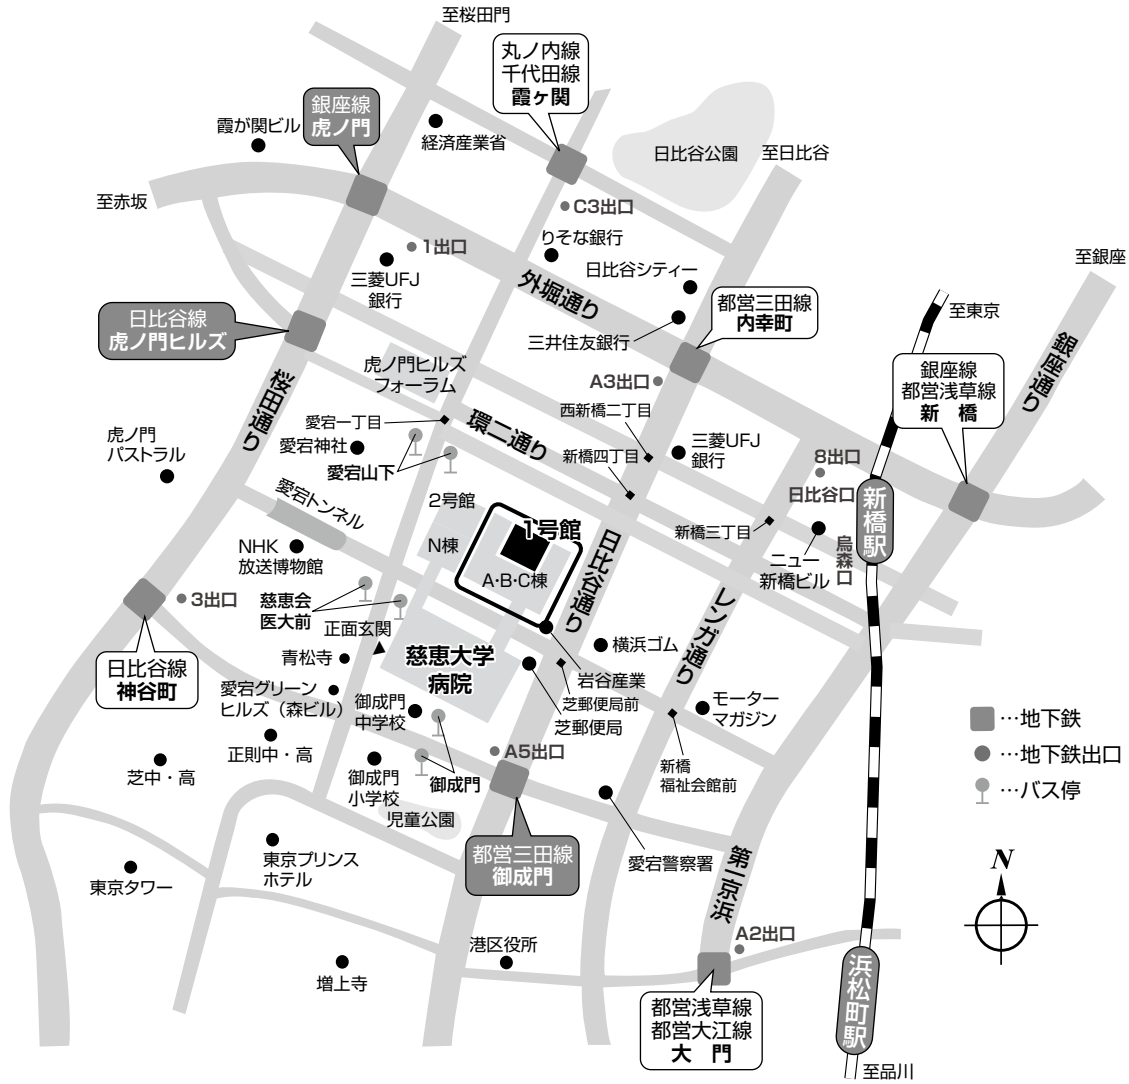 至桜田門
丸ノ内線
千代田線
霞ヶ関
銀座線
虎ノ門
霞が関ビル
経済産業省
日比谷公園
至日比谷
至赤坂
C3出口
りそな銀行
1出口
日比谷シティー
至銀座
三菱UFJ
銀行
外堀通り
都営三田線
内幸町
至東京
日比谷線
虎ノ門ヒルズ
三井住友銀行
銀座通り
虎ノ門ヒルズ
フォーラム
A3出口
銀座線
都営浅草線
新 橋
桜田通り
西新橋二丁目
愛宕一丁目
環二通り
虎ノ門
パストラル
愛宕神社
愛宕山下
新橋四丁目
三菱UFJ
銀行
8出口
日比谷口
新橋駅
愛宕トンネル
2号館
1号館
新橋三丁目
烏森口
NHK
放送博物館
N棟
A・B・C棟
日比谷通り
ニュー
新橋ビル
3出口
慈恵会
医大前
正面玄関
レンガ通り
日比谷線
神谷町
青松寺
慈恵大学
病院
横浜ゴム
岩谷産業
愛宕グリーン
ヒルズ（森ビル）
御成門
中学校
芝郵便局前
芝郵便局
モーター
マガジン
…地下鉄
正則中・高
A5出口
…地下鉄出口
芝中・高
御成門
小学校
御成門
新橋
福祉会館前
…バス停
児童公園
東京プリンス
ホテル
都営三田線
御成門
愛宕警察署
第一京浜
N
東京タワー
港区役所
A2出口
増上寺
都営浅草線
都営大江線
大 門
浜松町駅
至品川